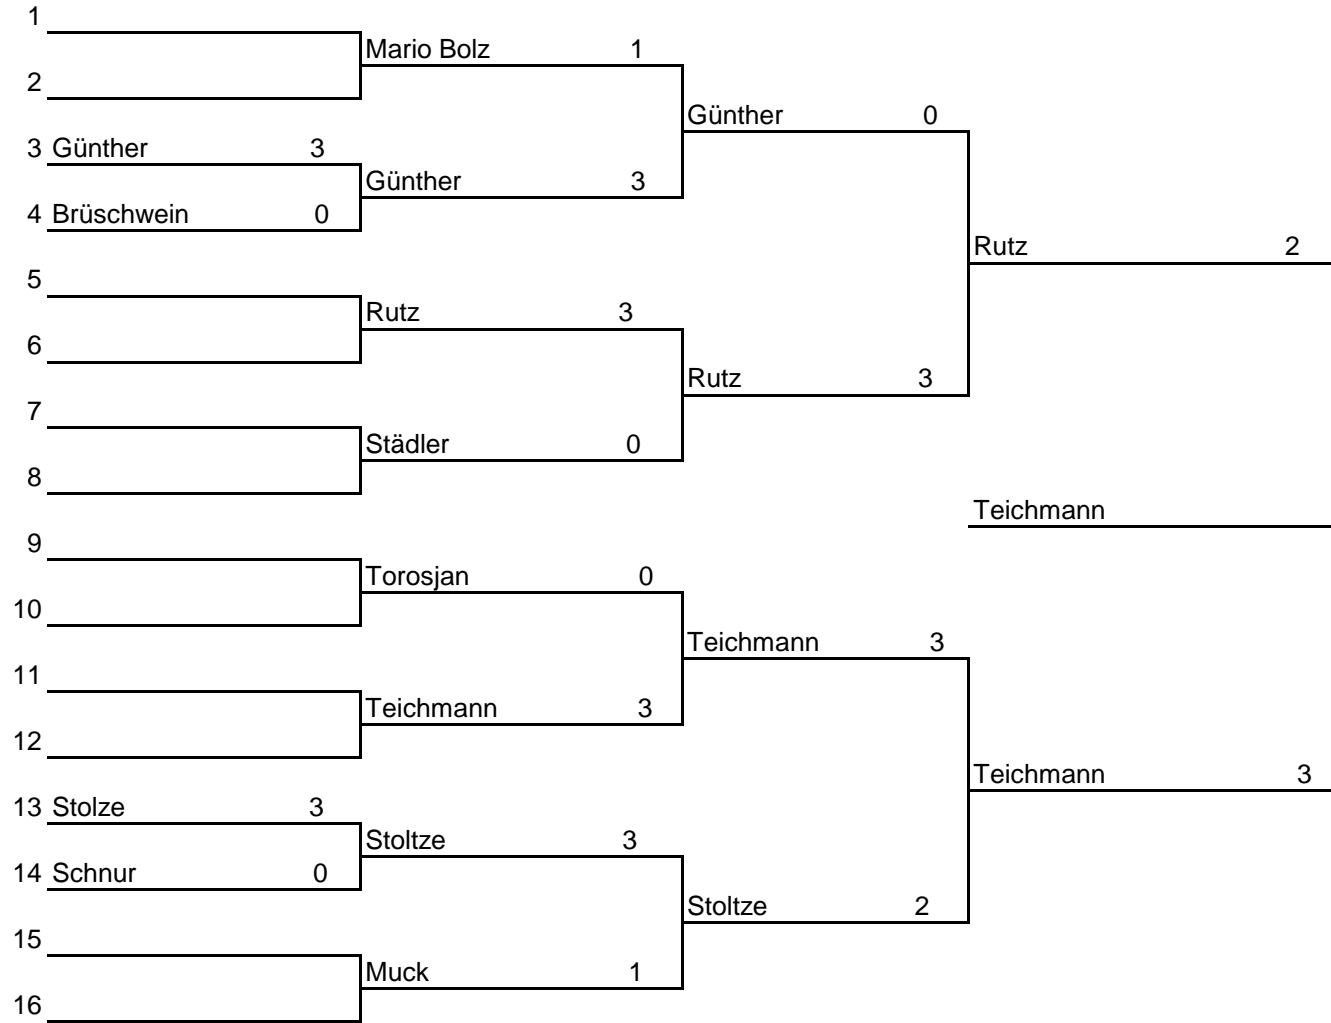 1
Mario Bolz 1
2
Günther 0
3 Günther 3
Günther 3
4 Brüschwein 0
Rutz 2
5
Rutz 3
6
Rutz 3
7
Städler 0
8
Teichmann
9
Torosjan 0
10
Teichmann 3
11
Teichmann 3
12
Teichmann 3
13 Stolze 3
Stoltze 3
14 Schnur 0
Stoltze 2
15
Muck 1
16